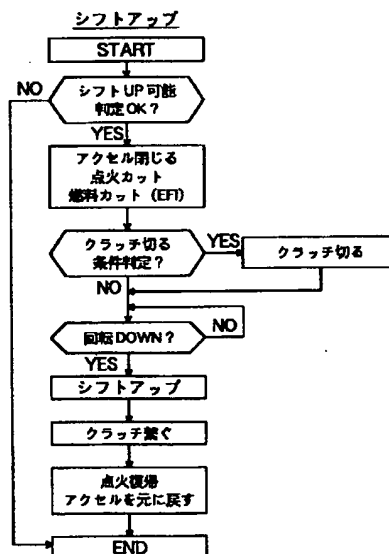 シフトアップ
START
シフトUP可能
判定OK?
NO
YES
アクセル閉じる
点火カット
燃料カット (EFI)
クラッチ切る
条件判定?
YES
クラッチ切る
NO
回転DOWN?
NO
YES
シフトアップ
クラッチ繋ぐ
点火復帰
アクセルを元に戻す
END